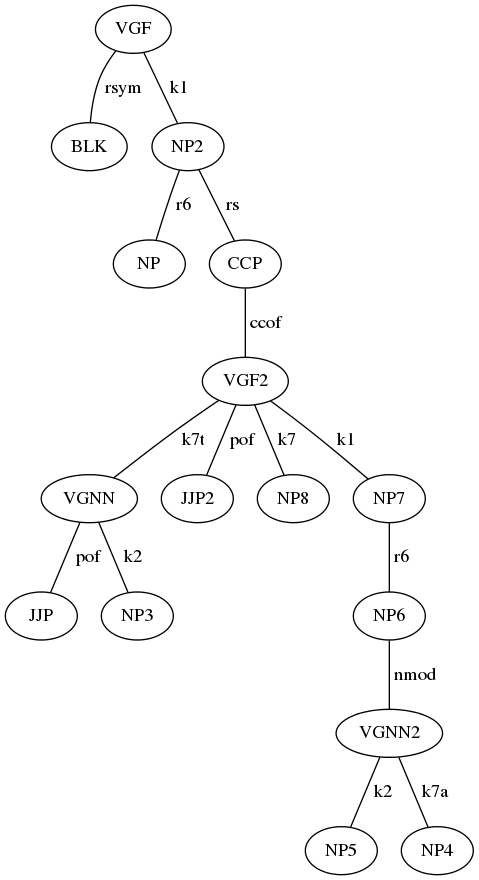 VGF
rsym k1
BLK NP2
r6 rs
NP CCP
ccof
VGF2
k7t pof k7 k1
VGNN JJP2 NP8 NP7
pof k2 r6
JJP NP3 NP6
nmod
VGNN2
k2 k7a
NP5 NP4